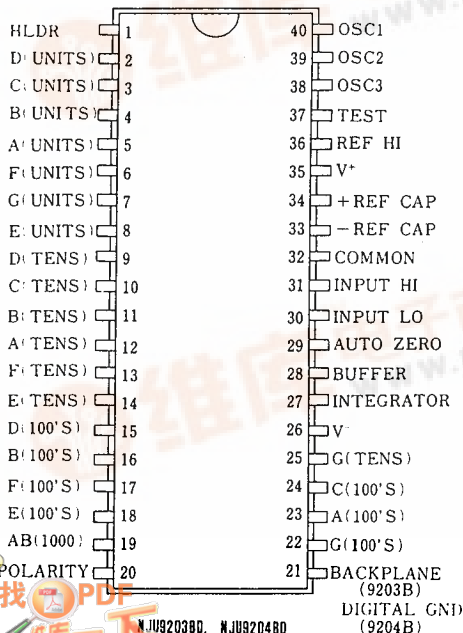 HLDR 1 40 OSC1
D(UNITS) 2 39 OSC2
C(UNITS) 3 38 OSC3
B(UNITS) 4 37 TEST
A(UNITS) 5 36 REF HI
F(UNITS) 6 35 V+
G(UNITS) 7 34 +REF CAP
E(UNITS) 8 33 -REF CAP
D(TENS) 9 32 COMMON
C(TENS) 10 31 INPUT HI
B(TENS) 11 30 INPUT LO
A(TENS) 12 29 AUTO ZERO
F(TENS) 13 28 BUFFER
E(TENS) 14 27 INTEGRATOR
D(100'S) 15 26 V-
B(100'S) 16 25 G(TENS)
F(100'S) 17 24 C(100'S)
E(100'S) 18 23 A(100'S)
AB(1000) 19 22 G(100'S)
POLARITY 20 21 BACKPLANE
(9203B)
DIGITAL GND
(9204B)
NJU9203BD, NJU9204BD
找 PDF